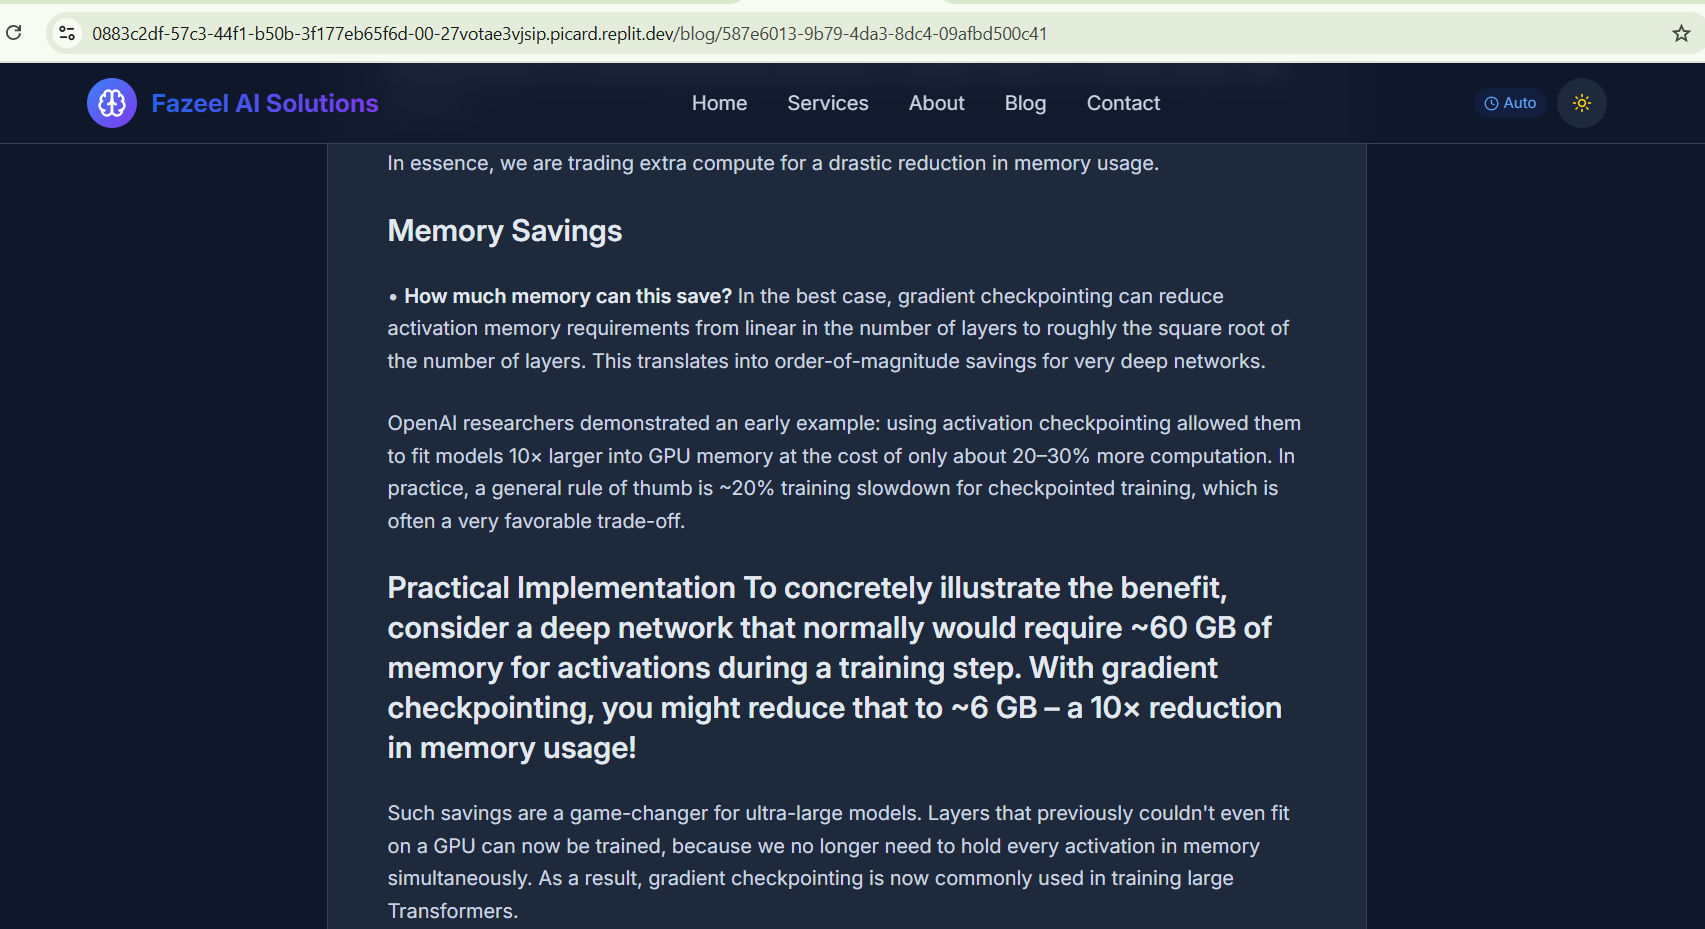 0883c2df-57c3-44f1-b50b-3f177eb65f6d-00-27votae3vjsip.picard.replit.dev/blog/587e6013-9b79-4da3-8dc4-09afbd500c41
Fazeel AI Solutions
Home Services About Blog Contact
Auto
In essence, we are trading extra compute for a drastic reduction in memory usage.
Memory Savings
• How much memory can this save? In the best case, gradient checkpointing can reduce
activation memory requirements from linear in the number of layers to roughly the square root of
the number of layers. This translates into order-of-magnitude savings for very deep networks.
OpenAI researchers demonstrated an early example: using activation checkpointing allowed them
to fit models 10× larger into GPU memory at the cost of only about 20–30% more computation. In
practice, a general rule of thumb is ~20% training slowdown for checkpointed training, which is
often a very favorable trade-off.
Practical Implementation To concretely illustrate the benefit,
consider a deep network that normally would require ~60 GB of
memory for activations during a training step. With gradient
checkpointing, you might reduce that to ~6 GB – a 10× reduction
in memory usage!
Such savings are a game-changer for ultra-large models. Layers that previously couldn't even fit
on a GPU can now be trained, because we no longer need to hold every activation in memory
simultaneously. As a result, gradient checkpointing is now commonly used in training large
Transformers.